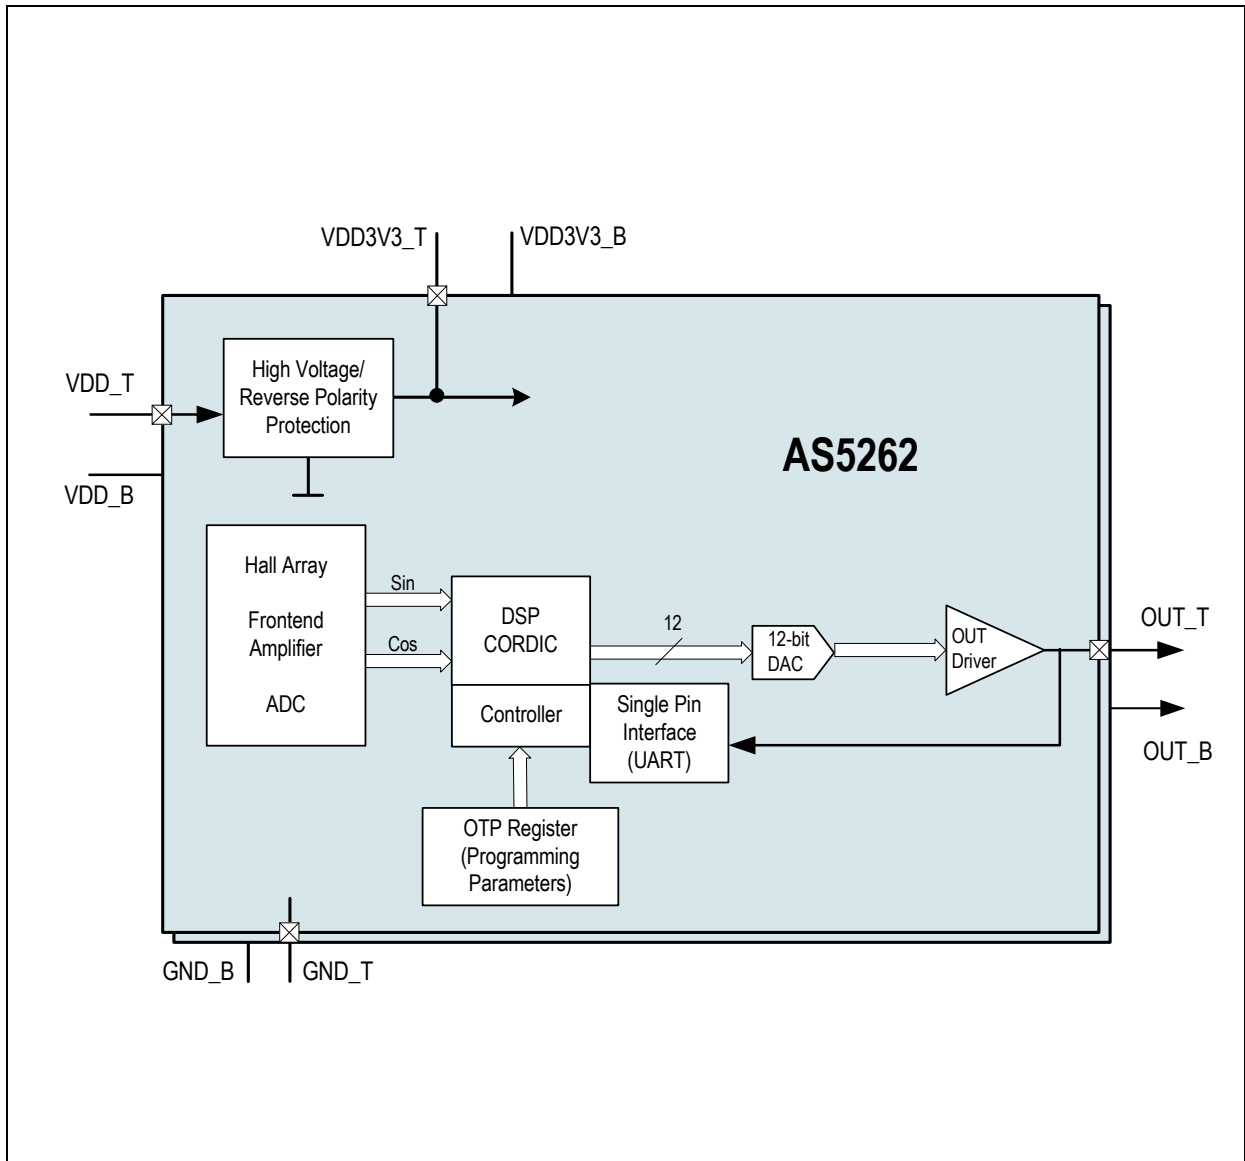 VDD3V3_T
VDD3V3_B
VDD_T
High Voltage/
Reverse Polarity
Protection
VDD_B
AS5262
Hall Array
Frontend
Amplifier
ADC
Sin
Cos
DSP
CORDIC
Controller
12
12-bit
DAC
OUT
Driver
OUT_T
OUT_B
Single Pin
Interface
(UART)
OTP Register
(Programming
Parameters)
GND_B
GND_T